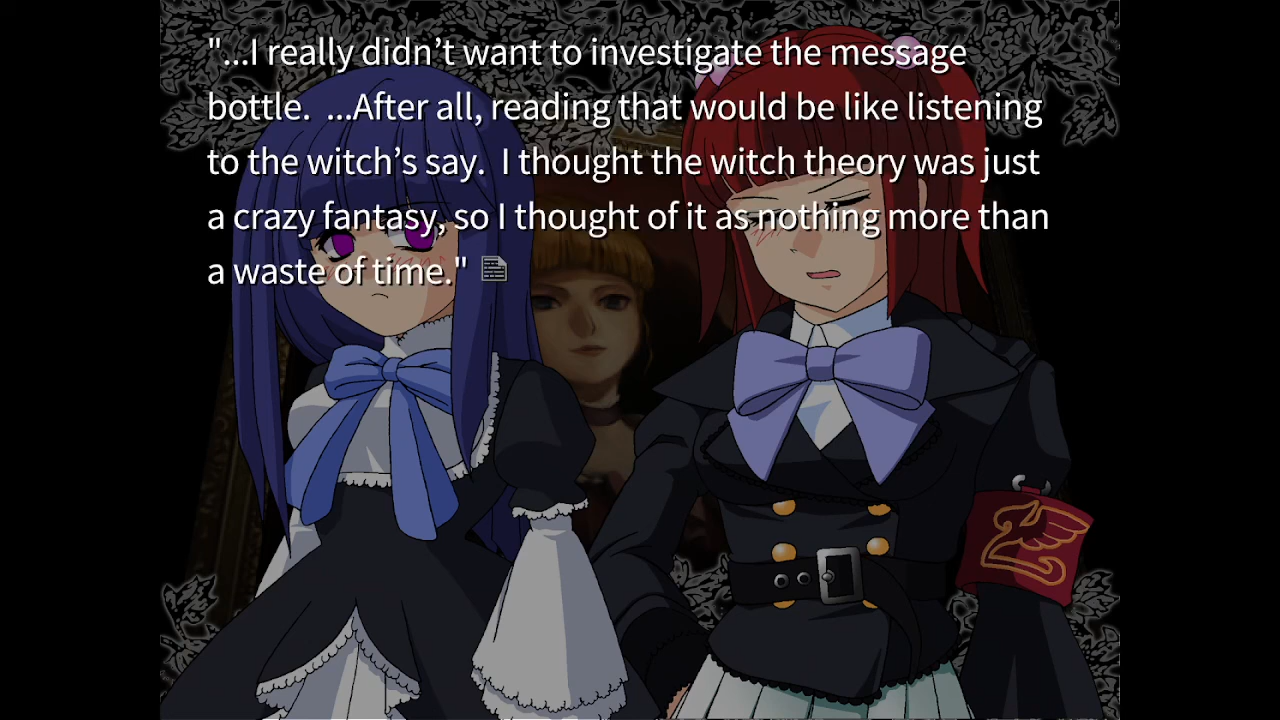 "...I really didn’t want to investigate the message
bottle.  ...After all, reading that would be like listening
to the witch’s say.  I thought the witch theory was just
a crazy fantasy, so I thought of it as nothing more than
a waste of time."